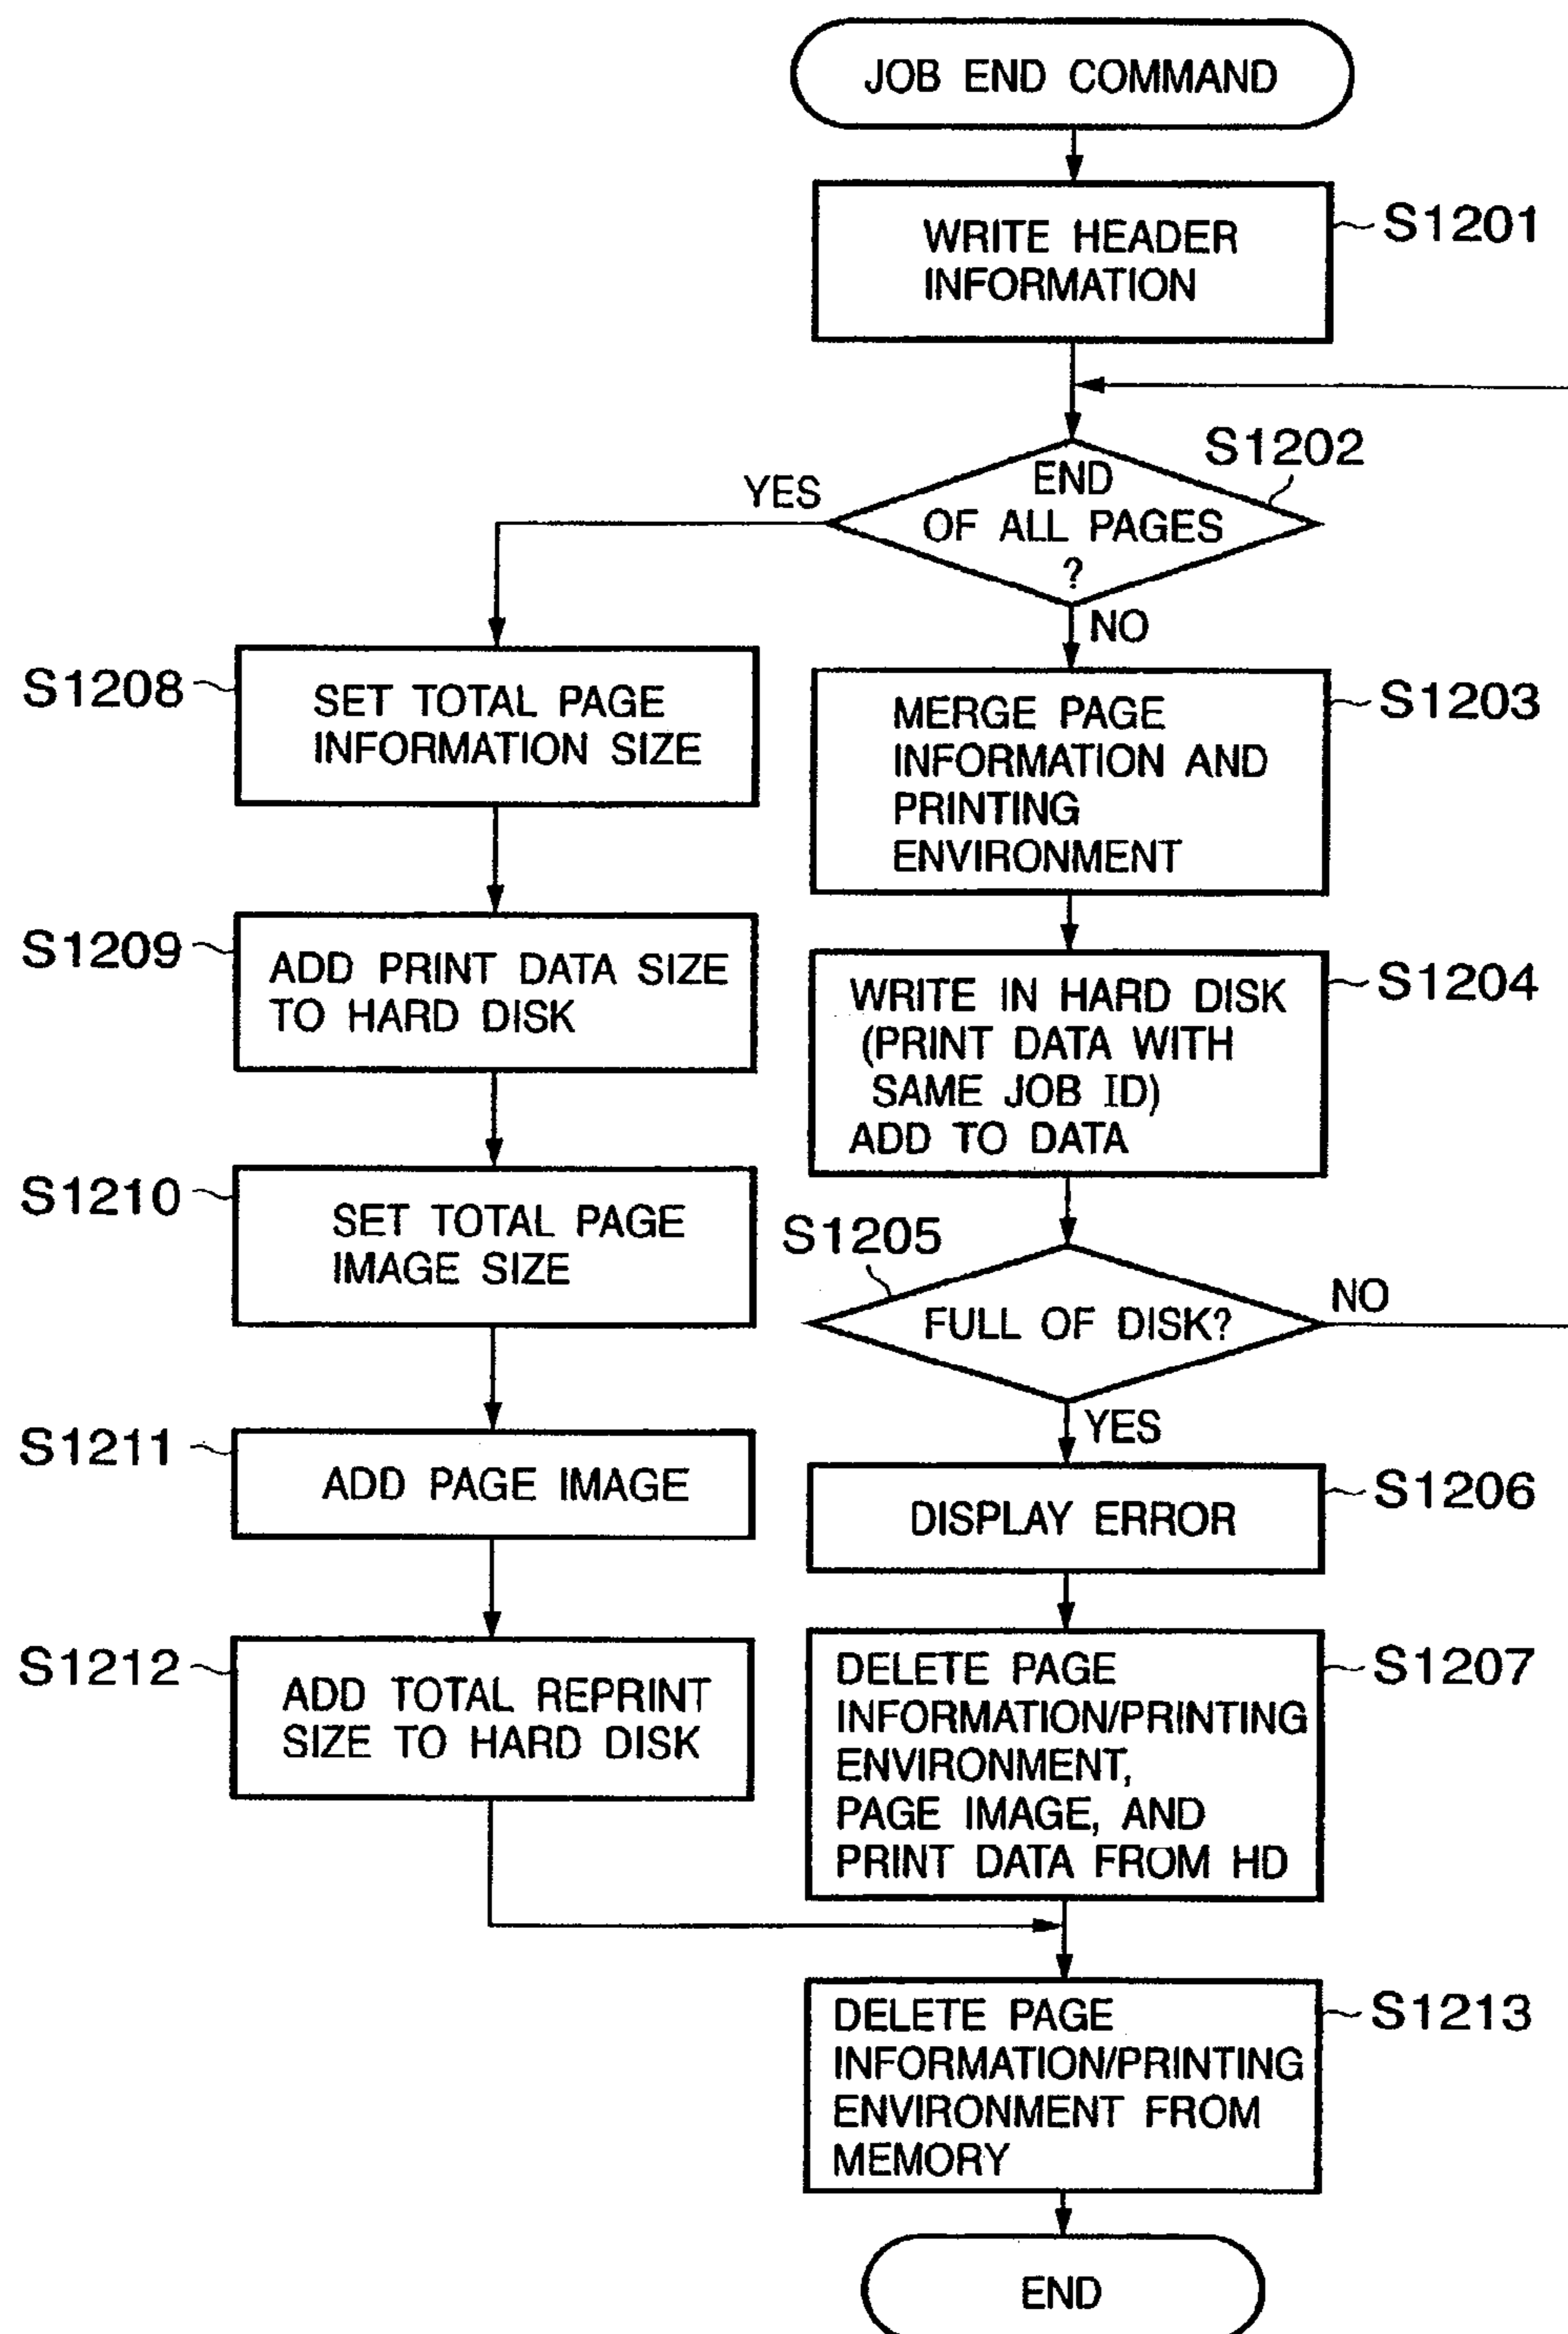 JOB END COMMAND
WRITE HEADER
INFORMATION
S1201
S1202
END
OF ALL PAGES
?
YES
NO
S1203
MERGE PAGE
INFORMATION AND
PRINTING
ENVIRONMENT
S1204
WRITE IN HARD DISK
(PRINT DATA WITH
SAME JOB ID)
ADD TO DATA
S1205
FULL OF DISK?
NO
YES
S1206
DISPLAY ERROR
S1207
DELETE PAGE
INFORMATION/PRINTING
ENVIRONMENT,
PAGE IMAGE, AND
PRINT DATA FROM HD
S1208
SET TOTAL PAGE
INFORMATION SIZE
S1209
ADD PRINT DATA SIZE
TO HARD DISK
S1210
SET TOTAL PAGE
IMAGE SIZE
S1211
ADD PAGE IMAGE
S1212
ADD TOTAL REPRINT
SIZE TO HARD DISK
S1213
DELETE PAGE
INFORMATION/PRINTING
ENVIRONMENT FROM
MEMORY
END